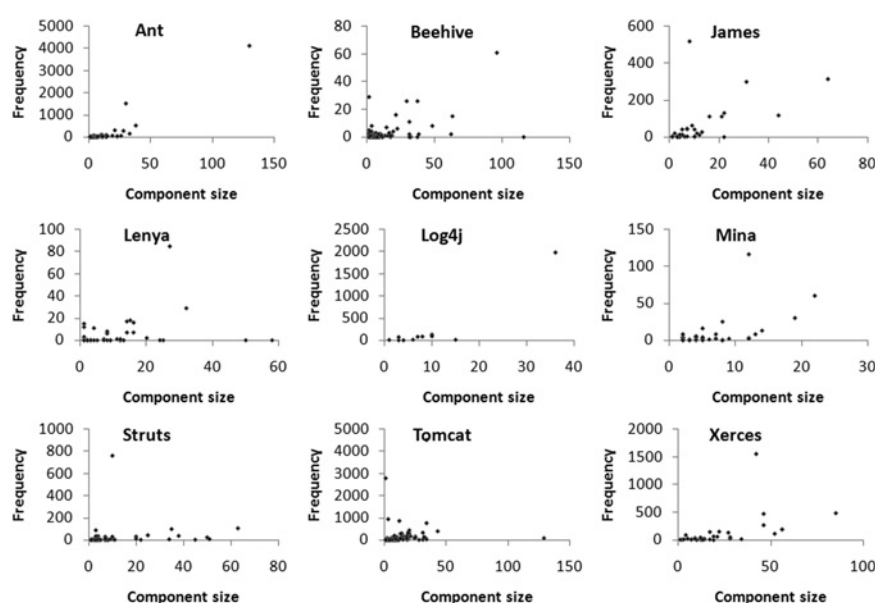 Ant
Frequency
5000
4000
3000
2000
1000
0
0 50 100 150
Component size
Beehive
Frequency
80
60
40
20
0
0 50 100 150
Component size
James
Frequency
600
400
200
0
0 20 40 60 80
Component size
Lenya
Frequency
100
80
60
40
20
0
0 20 40 60
Component size
Log4j
Frequency
2500
2000
1500
1000
500
0
0 20 40
Component size
Mina
Frequency
150
100
50
0
0 10 20 30
Component size
Struts
Frequency
1000
800
600
400
200
0
0 20 40 60 80
Component size
Tomcat
Frequency
5000
4000
3000
2000
1000
0
0 50 100 150
Component size
Xerces
Frequency
2000
1500
1000
500
0
0 50 100
Component size